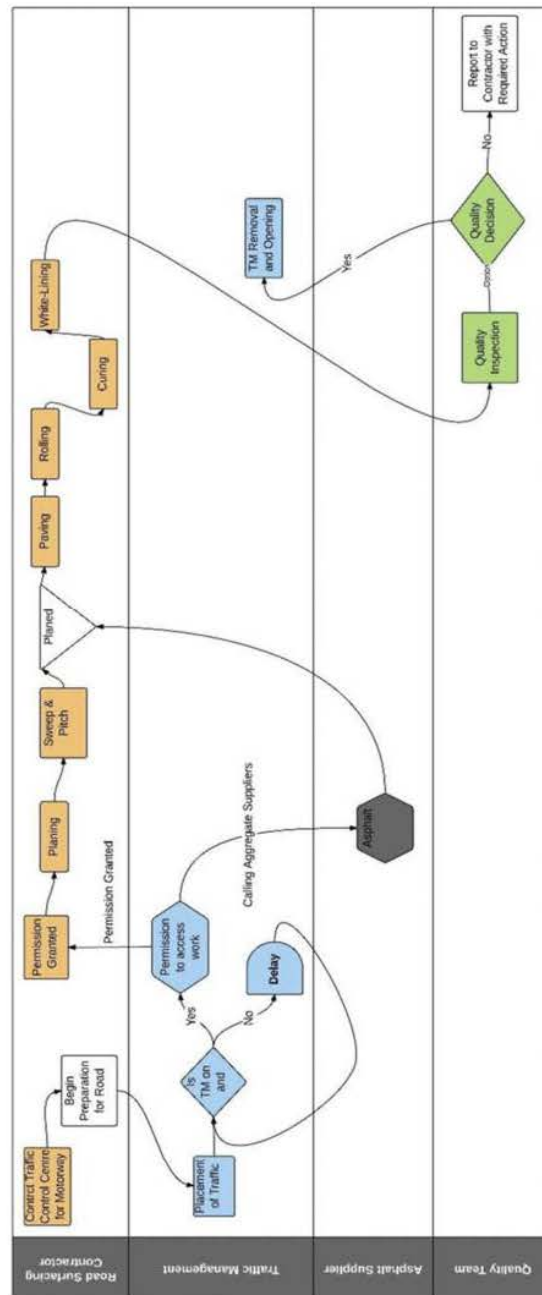 Road Surfacing
Contractor
Control Traffic
Control Centre
for Motorway
Begin
Preparation
for Road
Permission
Granted
Planing
Sweep &
Pitch
Planed
Paving
Rolling
Curing
White-Lining
Permission Granted
Traffic Management
Placement
of Traffic
Is
TM on
and
Yes
No
Permission
to access
work
Delay
Calling Aggregate Suppliers
TM Removal
and Opening
Asphalt Supplier
Asphalt
Yes
Quality Team
Quality
Inspection
Quality
Decision
No
Report to
Contractor with
Required Action